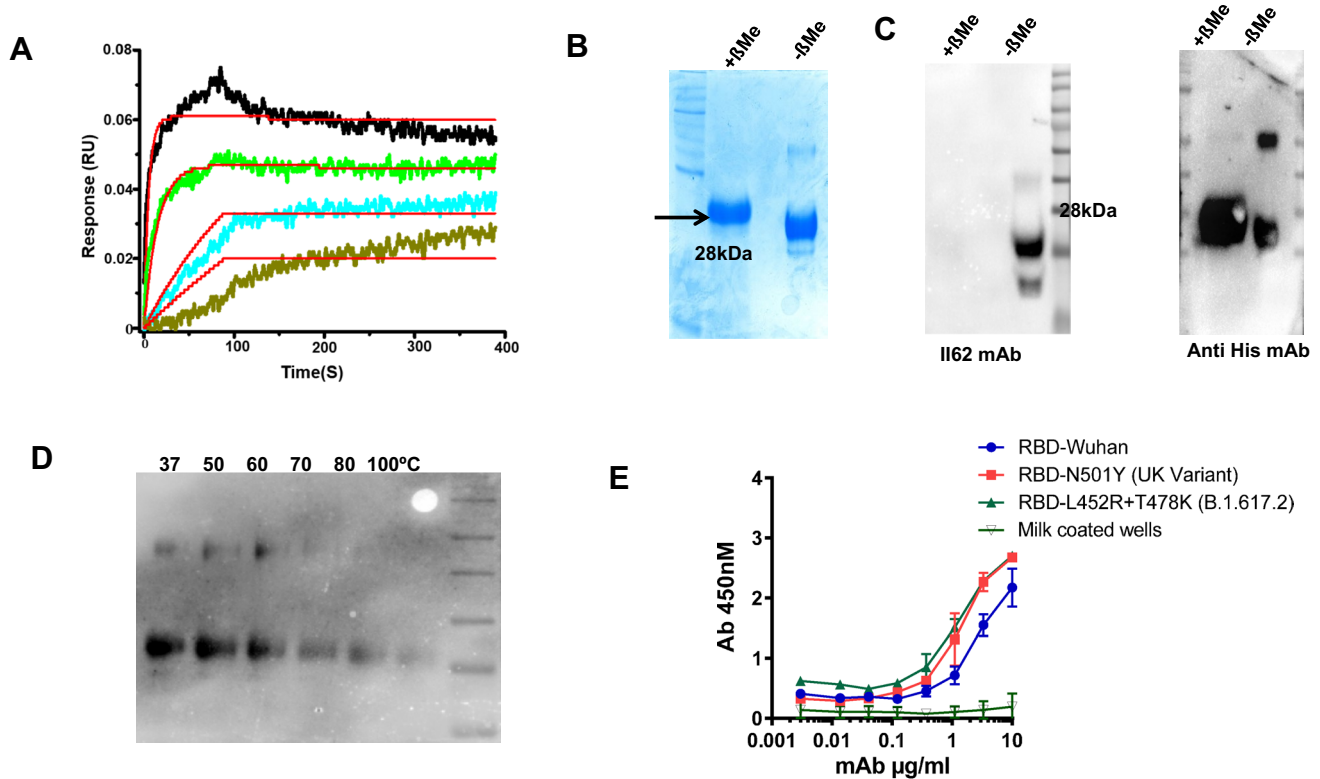 A
0.08
0.06
0.04
0.02
0
Response (RU)
0
100
200
300
400
Time(S)
B
+ßMe
-ßMe
28kDa
C
+ßMe
-ßMe
28kDa
II62 mAb
+ßMe
-ßMe
Anti His mAb
D
37 50 60 70 80 100ºC
E
RBD-Wuhan
RBD-N501Y (UK Variant)
RBD-L452R+T478K (B.1.617.2)
Milk coated wells
4
3
2
1
0
Ab 450nM
0.001 0.01 0.1 1 10
mAb µg/ml